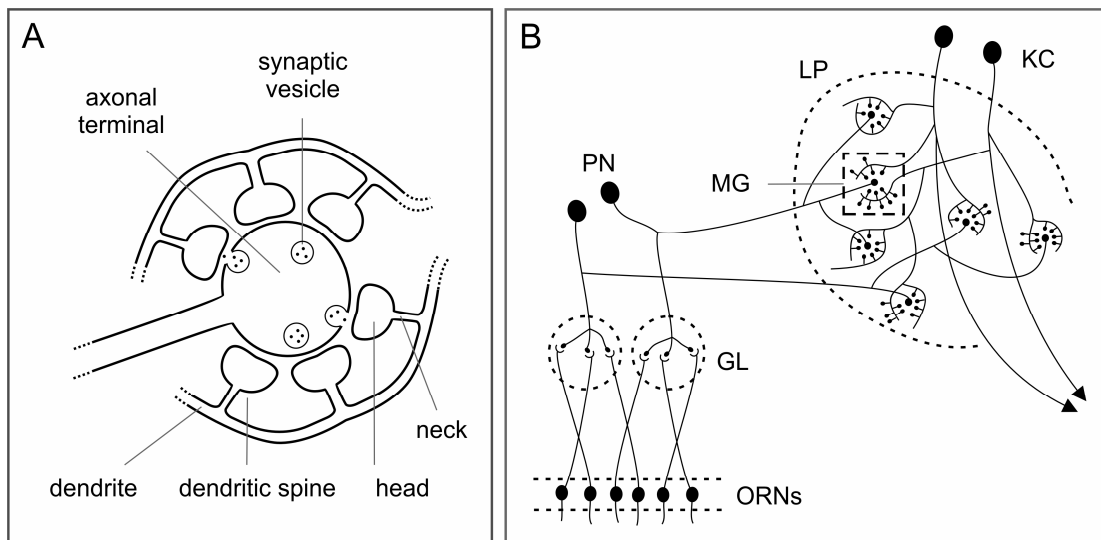 A
synaptic
vesicle
axonal
terminal
neck
dendrite
dendritic spine
head
B
LP
KC
PN
MG
GL
ORNs